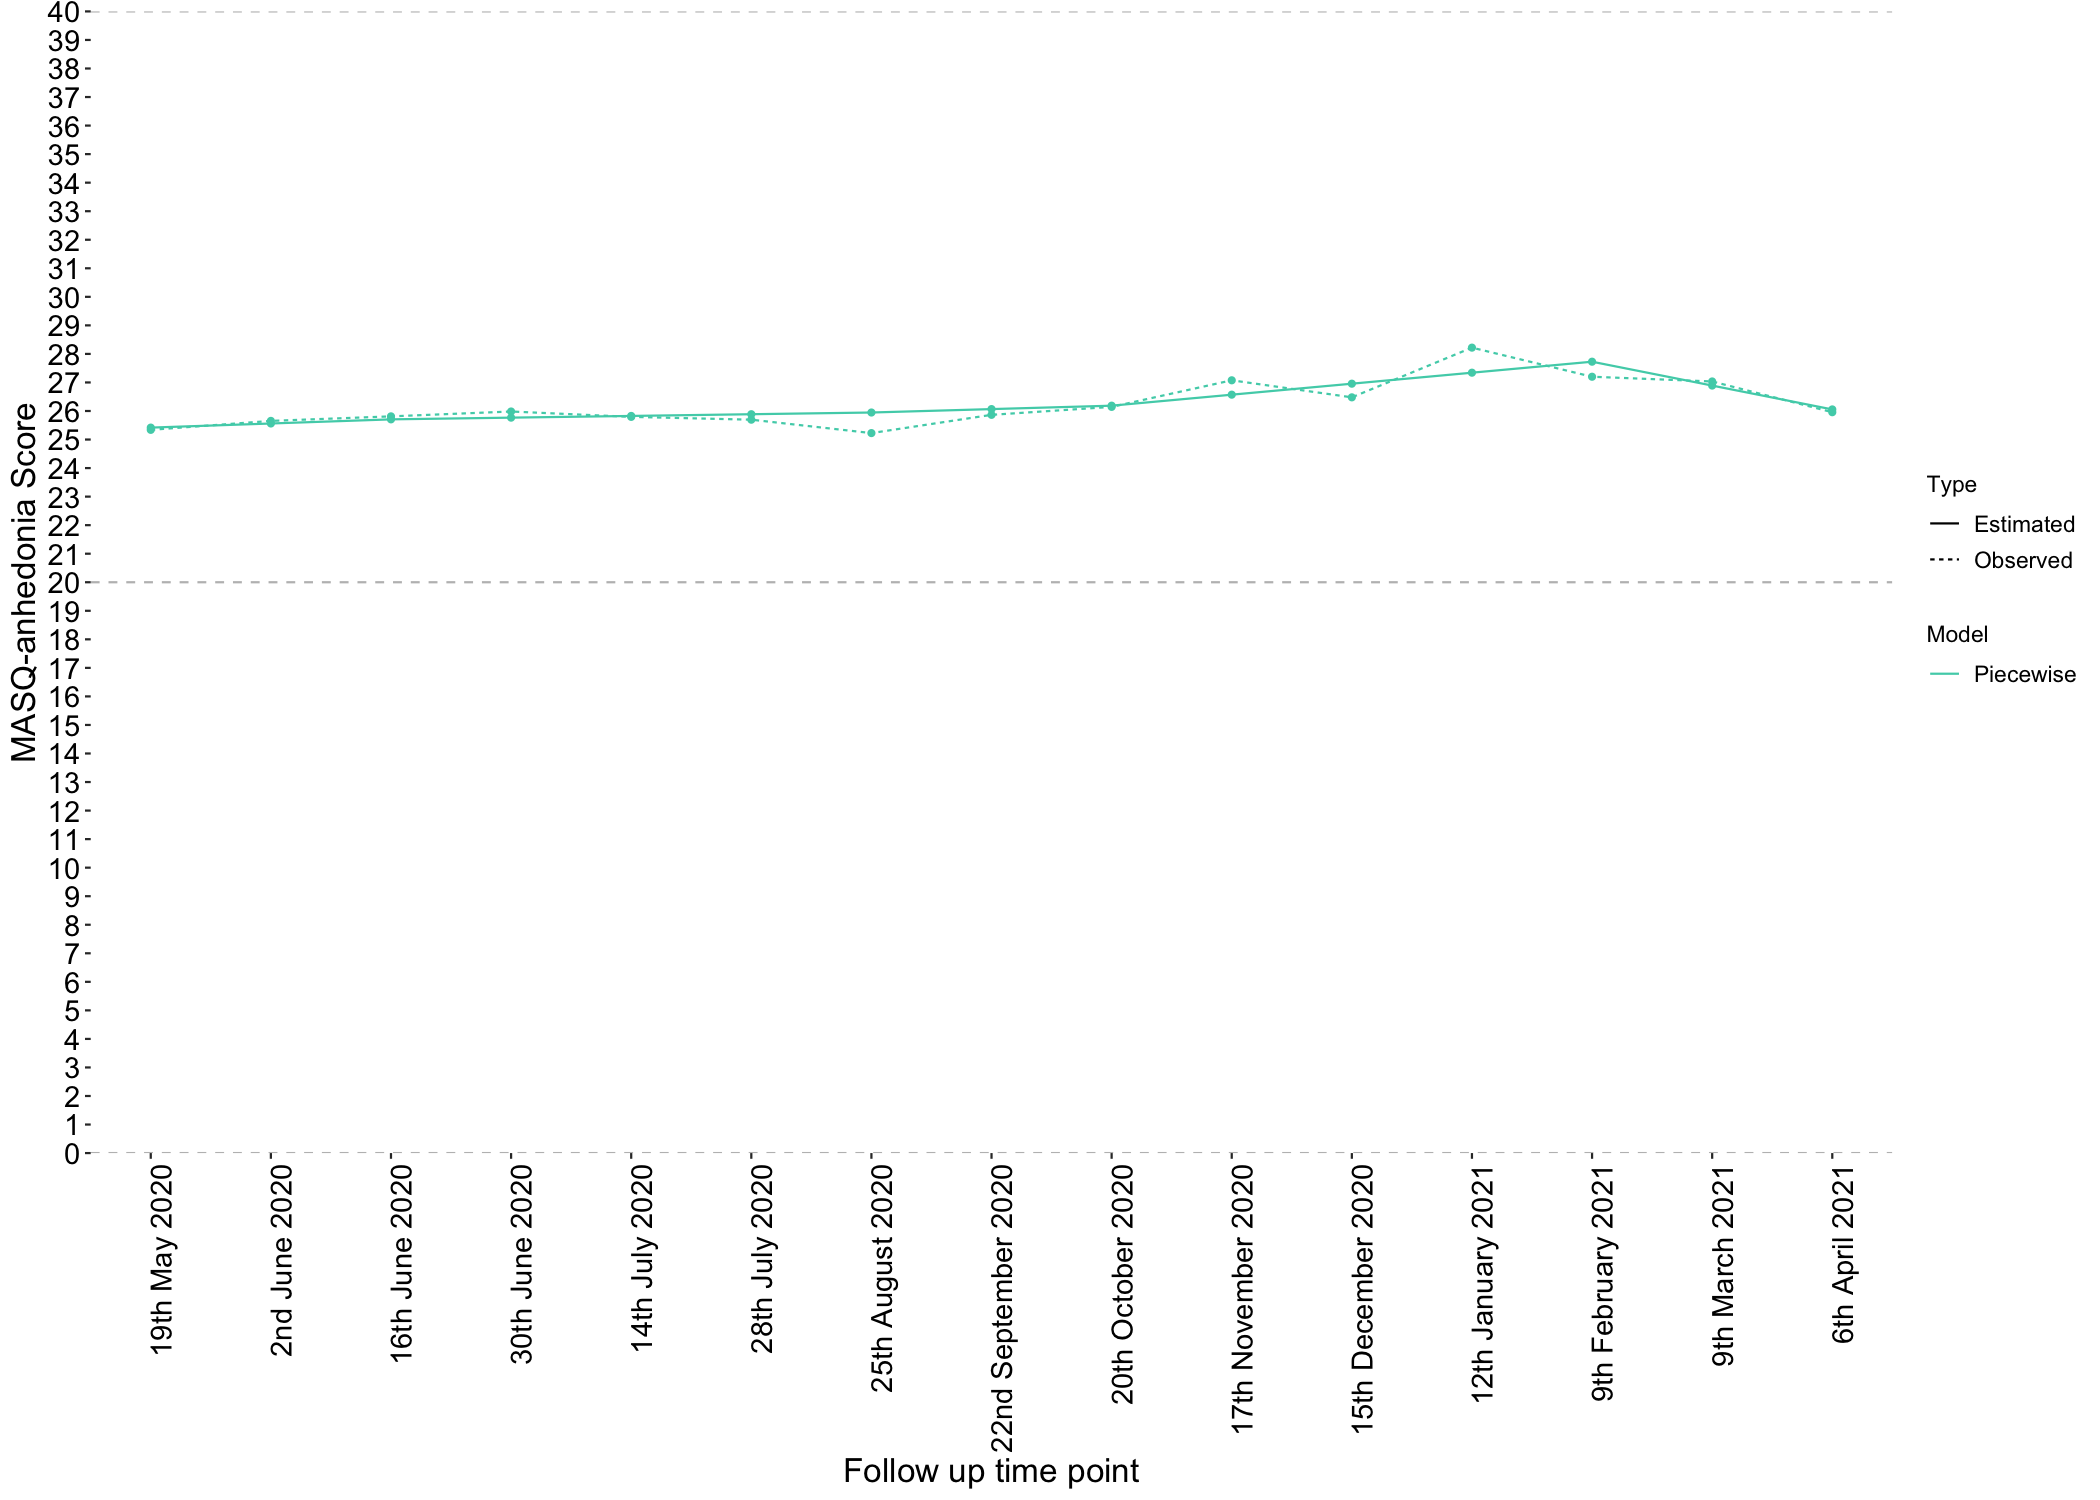 40
39
38
37
36
35
34
33
32
31
30
29
28
27
26
25
24
23
22
21
20
19
18
17
16
15
14
13
12
11
10
9
8
7
6
5
4
3
2
1
0
MASQ-anhedonia Score
19th May 2020
2nd June 2020
16th June 2020
30th June 2020
14th July 2020
28th July 2020
25th August 2020
22nd September 2020
20th October 2020
17th November 2020
15th December 2020
12th January 2021
9th February 2021
9th March 2021
6th April 2021
Follow up time point
Type
Estimated
Observed
Model
Piecewise